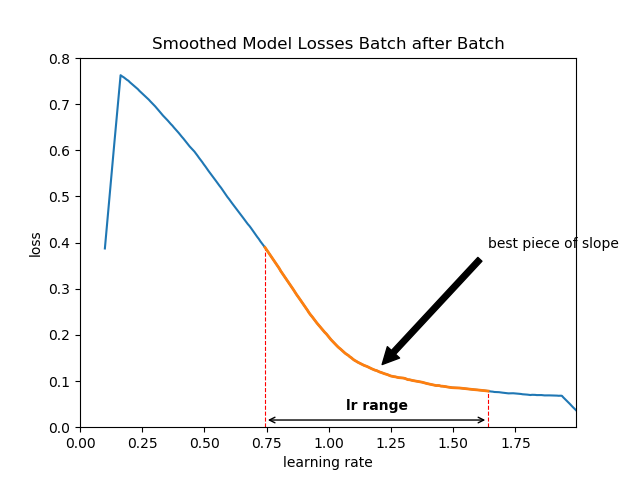 Smoothed Model Losses Batch after Batch
0.8
0.7
0.6
0.5
0.4
0.3
0.2
0.1
0.0
loss
best piece of slope
lr range
0.00 0.25 0.50 0.75 1.00 1.25 1.50 1.75
learning rate